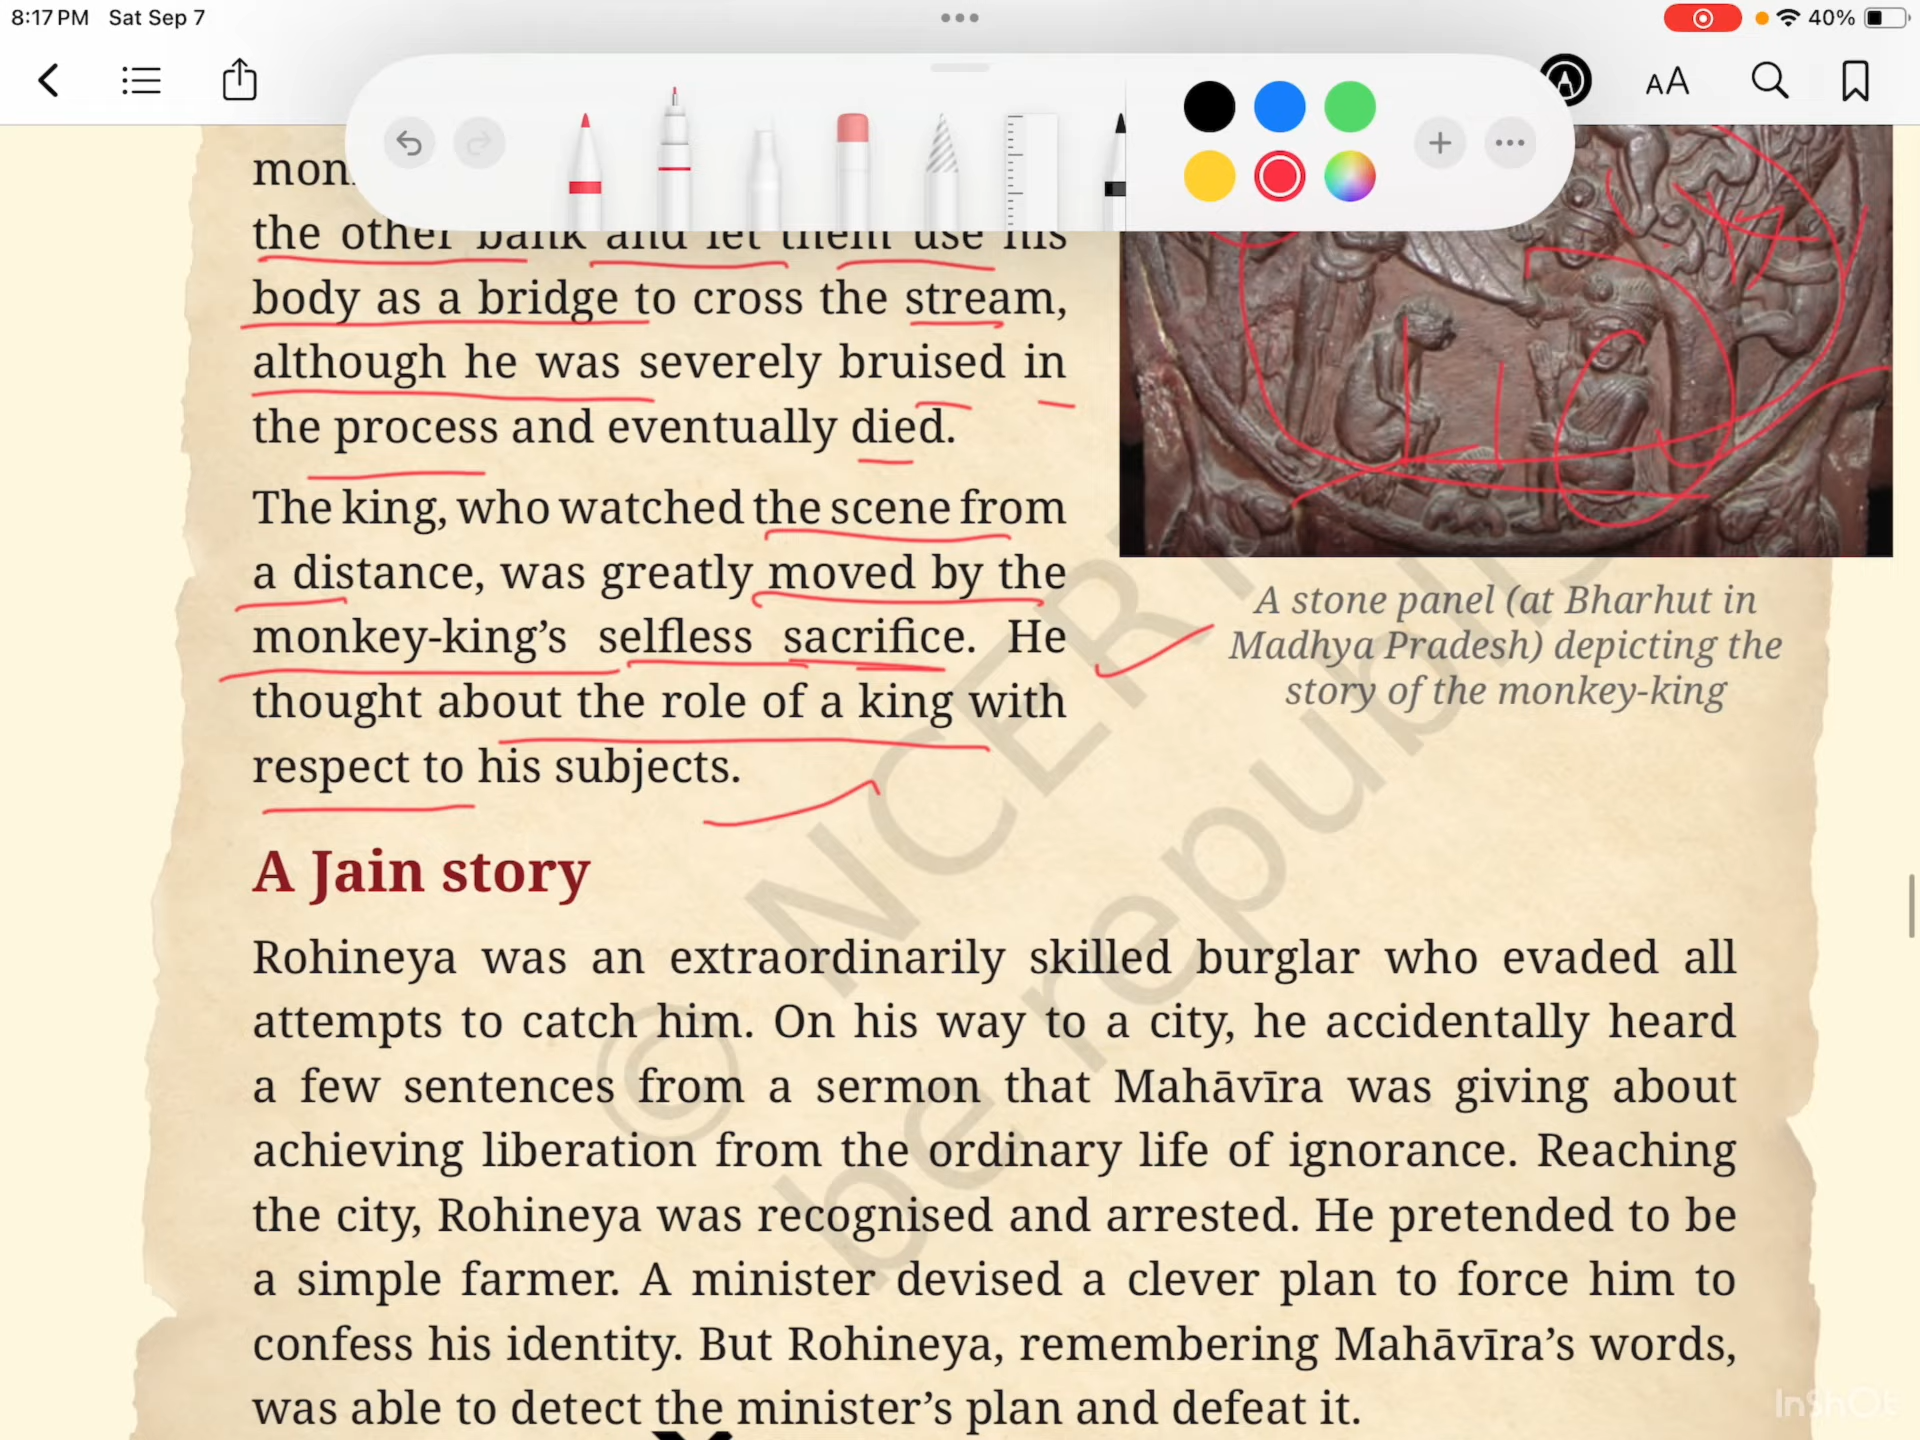 8:17 PM Sat Sep 7
40%
AA
the other bank and let them use his
body as a bridge to cross the stream,
although he was severely bruised in
the process and eventually died.
The king, who watched the scene from
a distance, was greatly moved by the
monkey-king’s selfless sacrifice. He
thought about the role of a king with
respect to his subjects.
A stone panel (at Bharhut in
Madhya Pradesh) depicting the
story of the monkey-king
A Jain story
Rohineya was an extraordinarily skilled burglar who evaded all
attempts to catch him. On his way to a city, he accidentally heard
a few sentences from a sermon that Mahāvīra was giving about
achieving liberation from the ordinary life of ignorance. Reaching
the city, Rohineya was recognised and arrested. He pretended to be
a simple farmer. A minister devised a clever plan to force him to
confess his identity. But Rohineya, remembering Mahāvīra’s words,
was able to detect the minister’s plan and defeat it.
© NCERT
be republis
InShOt